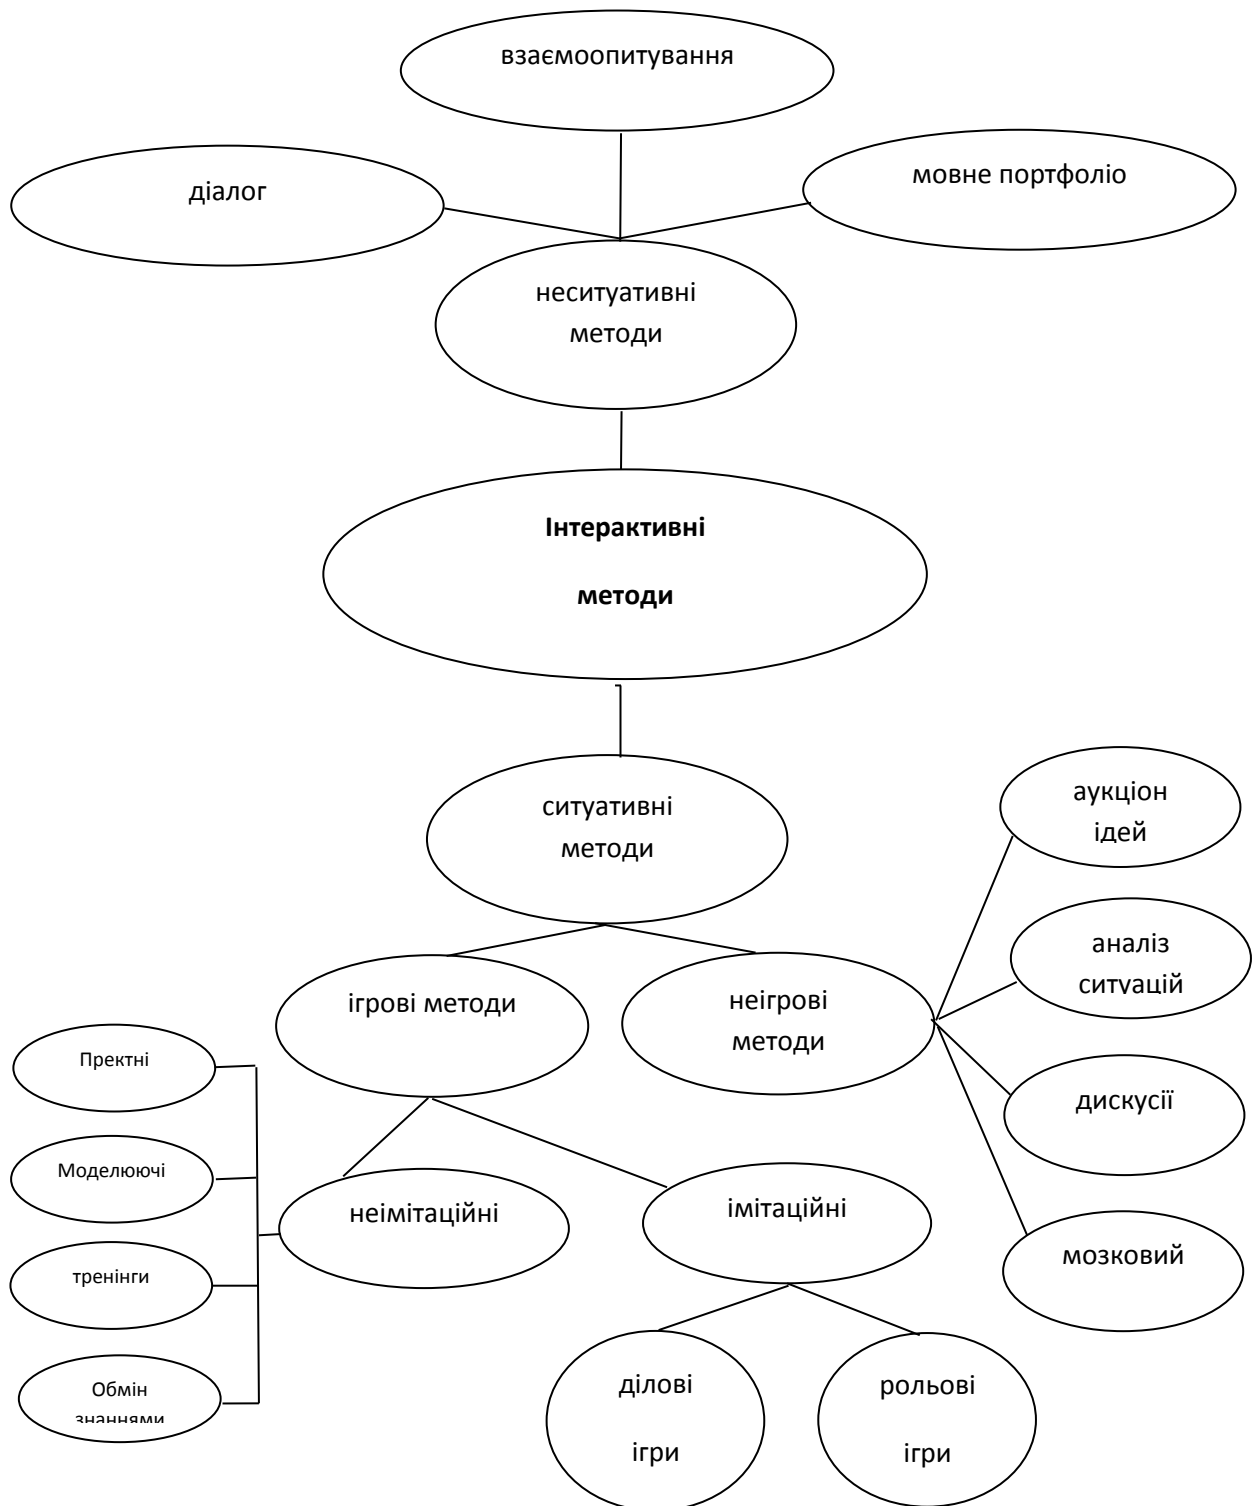 взаємоопитування
діалог
мовне портфоліо
неситуативні
методи
Інтерактивні
методи
ситуативні
методи
аукціон
ідей
аналіз
ситуацій
ігрові методи
неігрові
методи
дискусії
мозковий
Пректні
Моделюючі
тренінги
Обмін
знаннями
неімітаційні
імітаційні
ділові
ігри
рольові
ігри